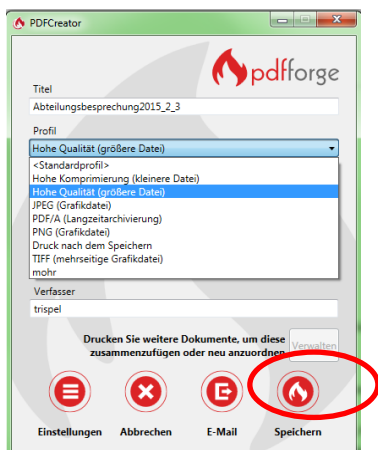 PDFCreator
pdfforge
Titel
Abteilungsbesprechung2015_2_3
Profil
Hohe Qualität (größere Datei)
<Standardprofil>
Hohe Komprimierung (kleinere Datei)
Hohe Qualität (größere Datei)
JPEG (Grafikdatei)
PDF/A (Langzeitarchivierung)
PNG (Grafikdatei)
Druck nach dem Speichern
TIFF (mehrseitige Grafikdatei)
mohr
Verfasser
trispel
Drucken Sie weitere Dokumente, um diese
zusammenzufügen oder neu anzuordnen
Verwalten
Einstellungen Abbrechen E-Mail Speichern